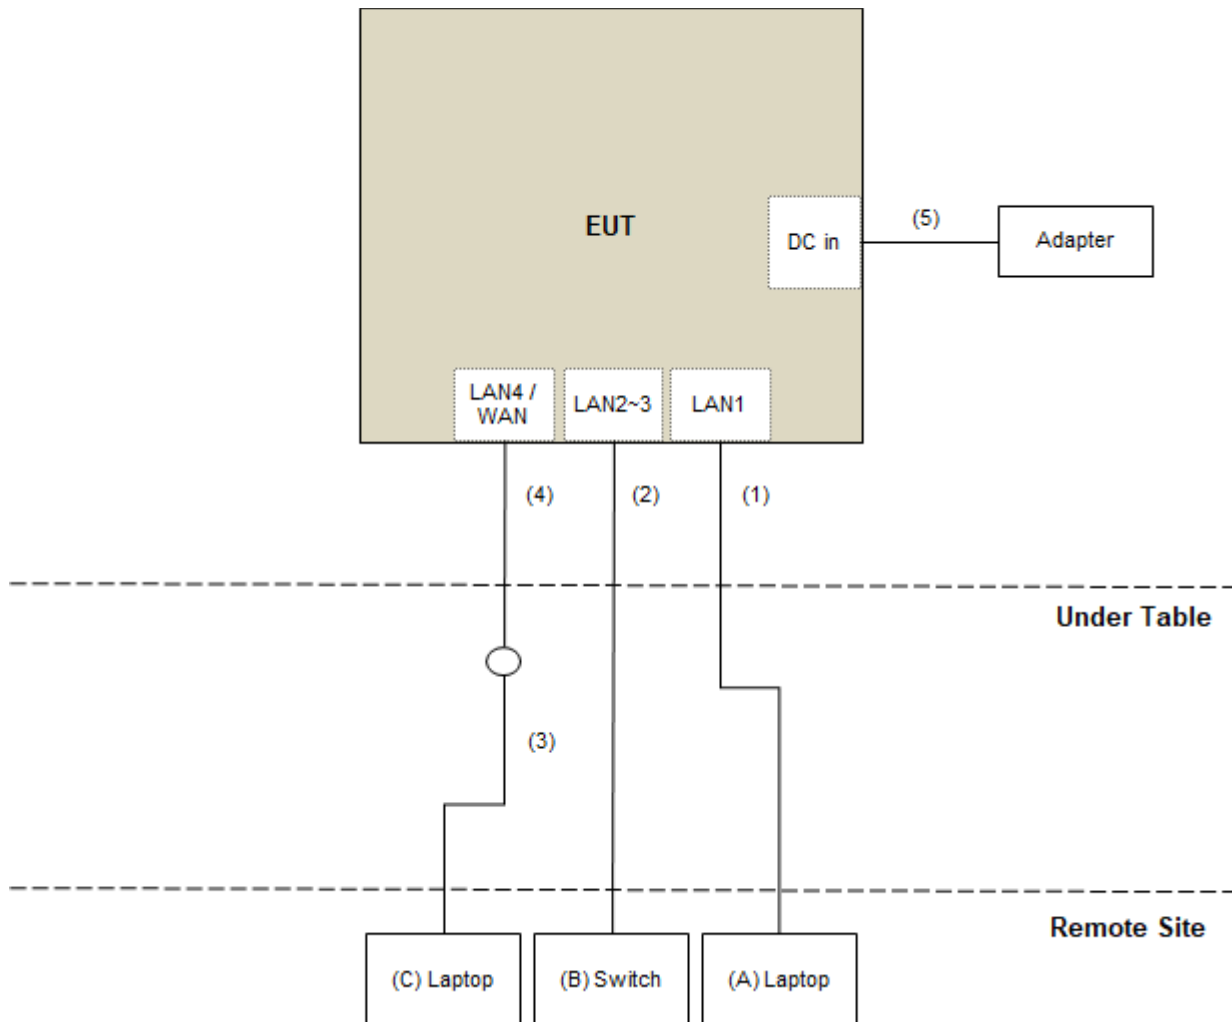 EUT
DC in
(5)
Adapter
LAN4 /
WAN
LAN2~3
LAN1
(4)
(2)
(1)
Under Table
(3)
Remote Site
(C) Laptop
(B) Switch
(A) Laptop